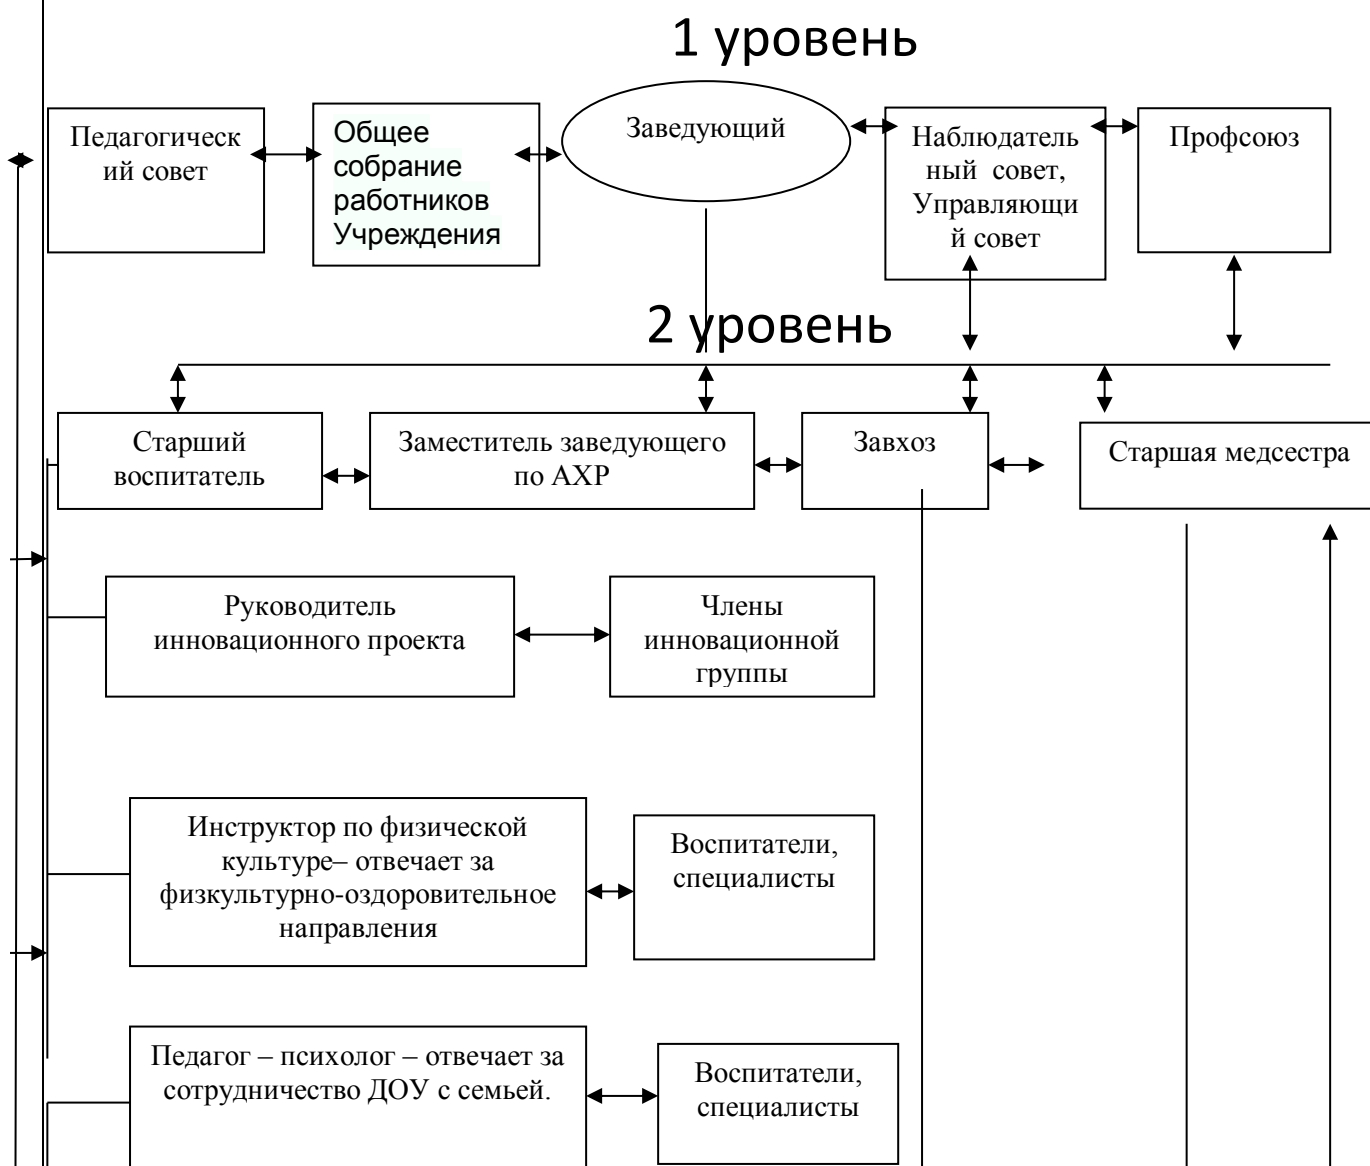 1 уровень
Педагогическ
ий совет
Общее
собрание
работников
Учреждения
Заведующий
Наблюдатель
ный совет,
Управляющи
й совет
Профсоюз
2 уровень
Старший
воспитатель
Заместитель заведующего
по АХР
Завхоз
Старшая медсестра
Руководитель
инновационного проекта
Члены
инновационной
группы
Инструктор по физической
культуре– отвечает за
физкультурно-оздоровительное
направления
Воспитатели,
специалисты
Педагог – психолог – отвечает за
сотрудничество ДОУ с семьей.
Воспитатели,
специалисты